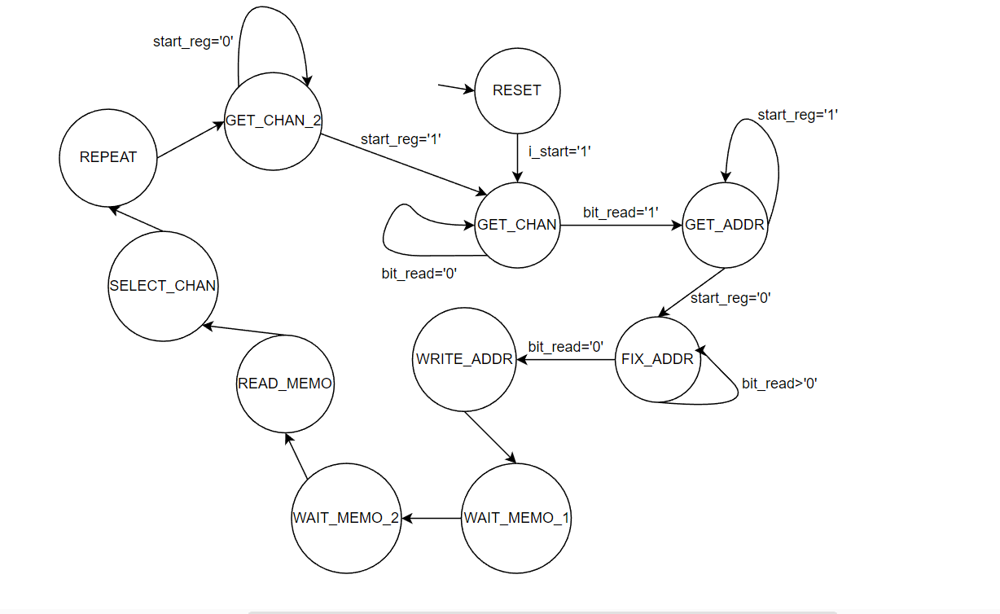 start_reg='0'
RESET
GET_CHAN_2
start_reg='1'
start_reg='1'
i_start='1'
REPEAT
bit_read='1'
GET_CHAN
GET_ADDR
bit_read='0'
SELECT_CHAN
start_reg='0'
bit_read='0'
WRITE_ADDR
FIX_ADDR
READ_MEMO
bit_read>'0'
WAIT_MEMO_2
WAIT_MEMO_1